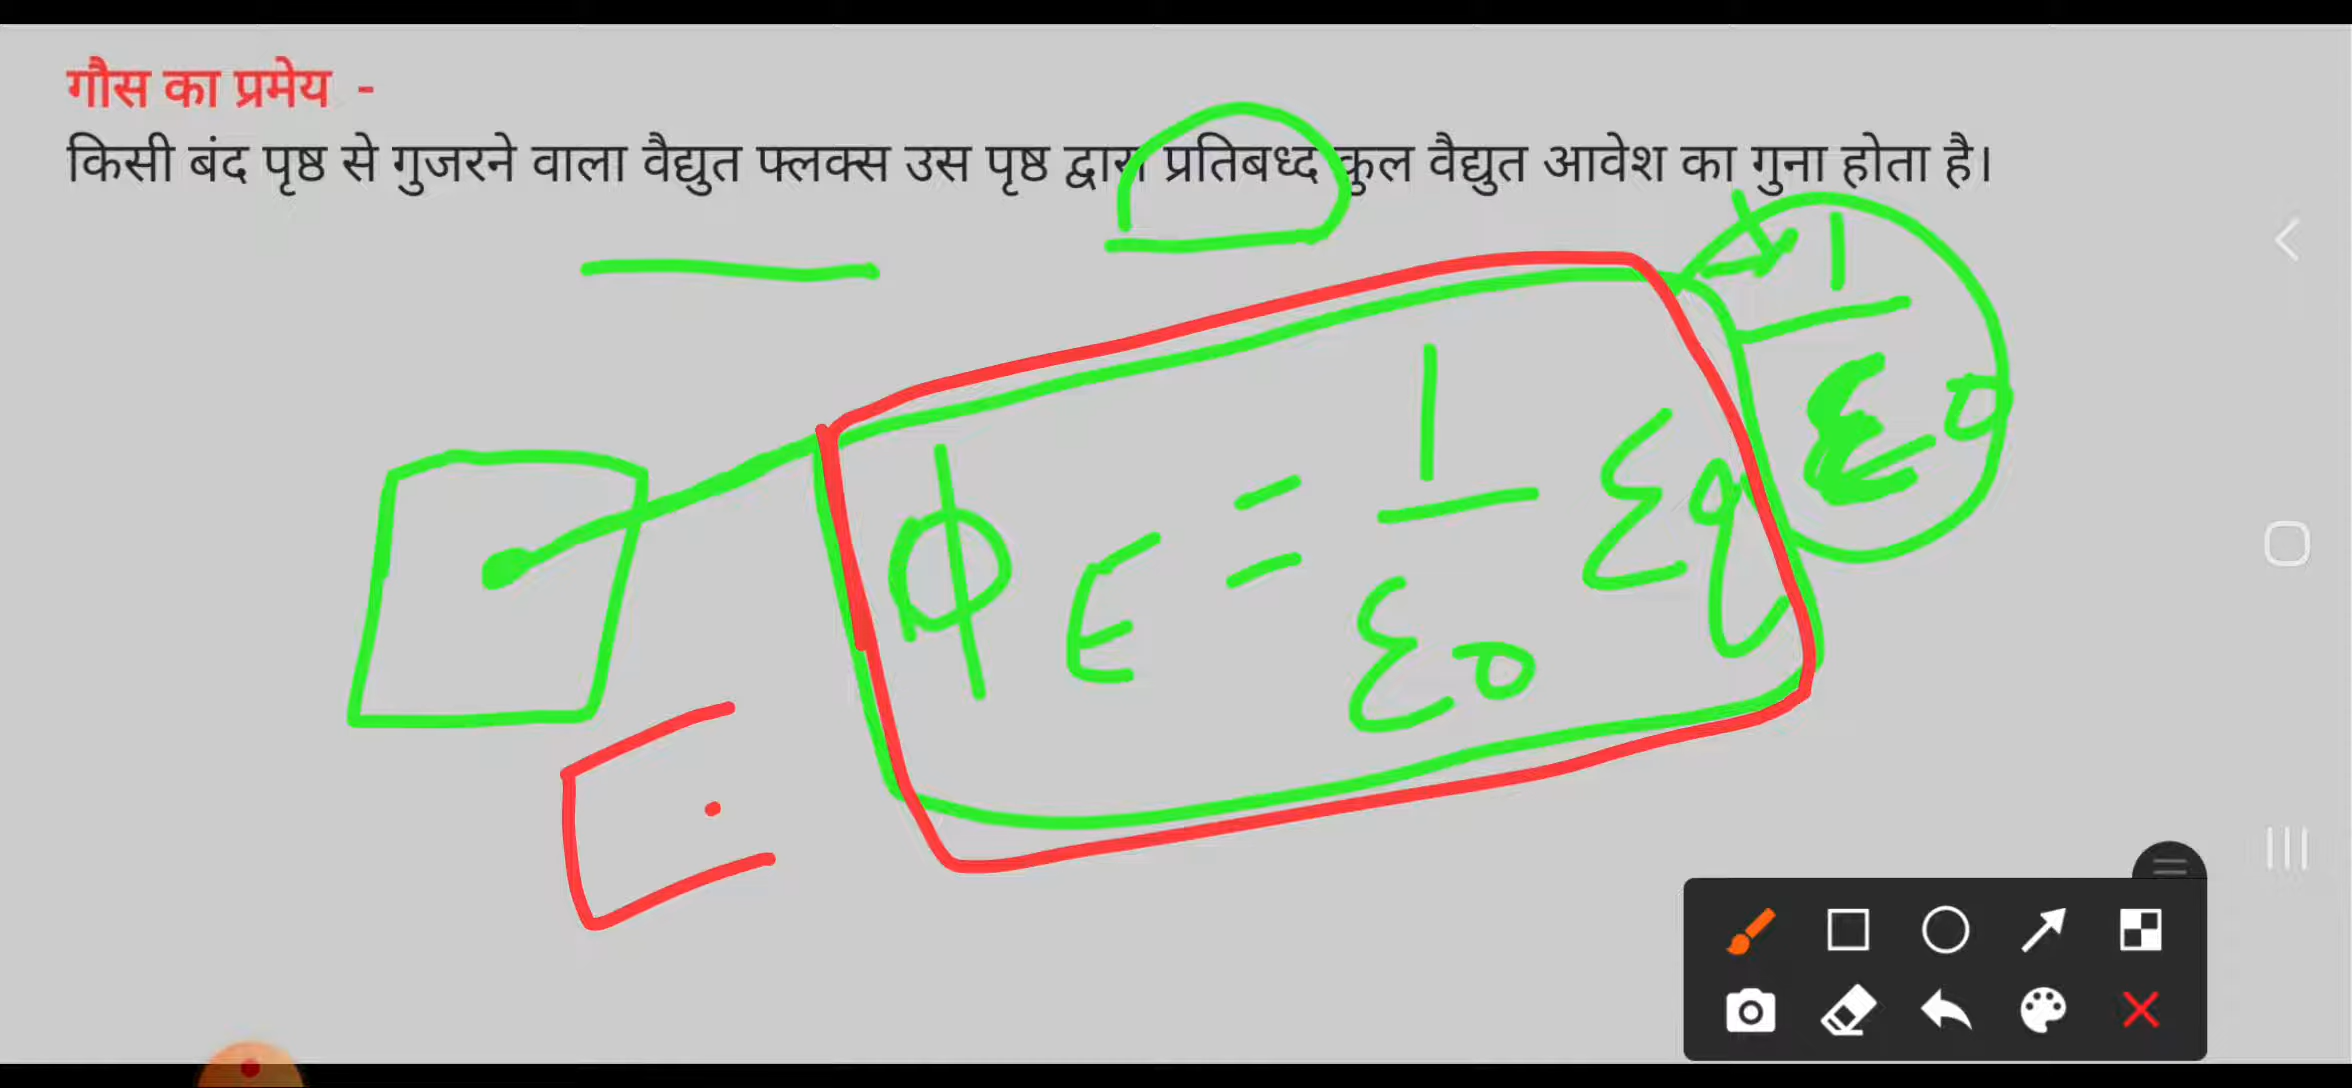 गौस का प्रमेय -
किसी बंद पृष्ठ से गुजरने वाला वैद्युत फ्लक्स उस पृष्ठ द्वारा प्रतिबध्द कुल वैद्युत आवेश का गुना होता है।
1/ε0
ϕE = 1/ε0 Σq